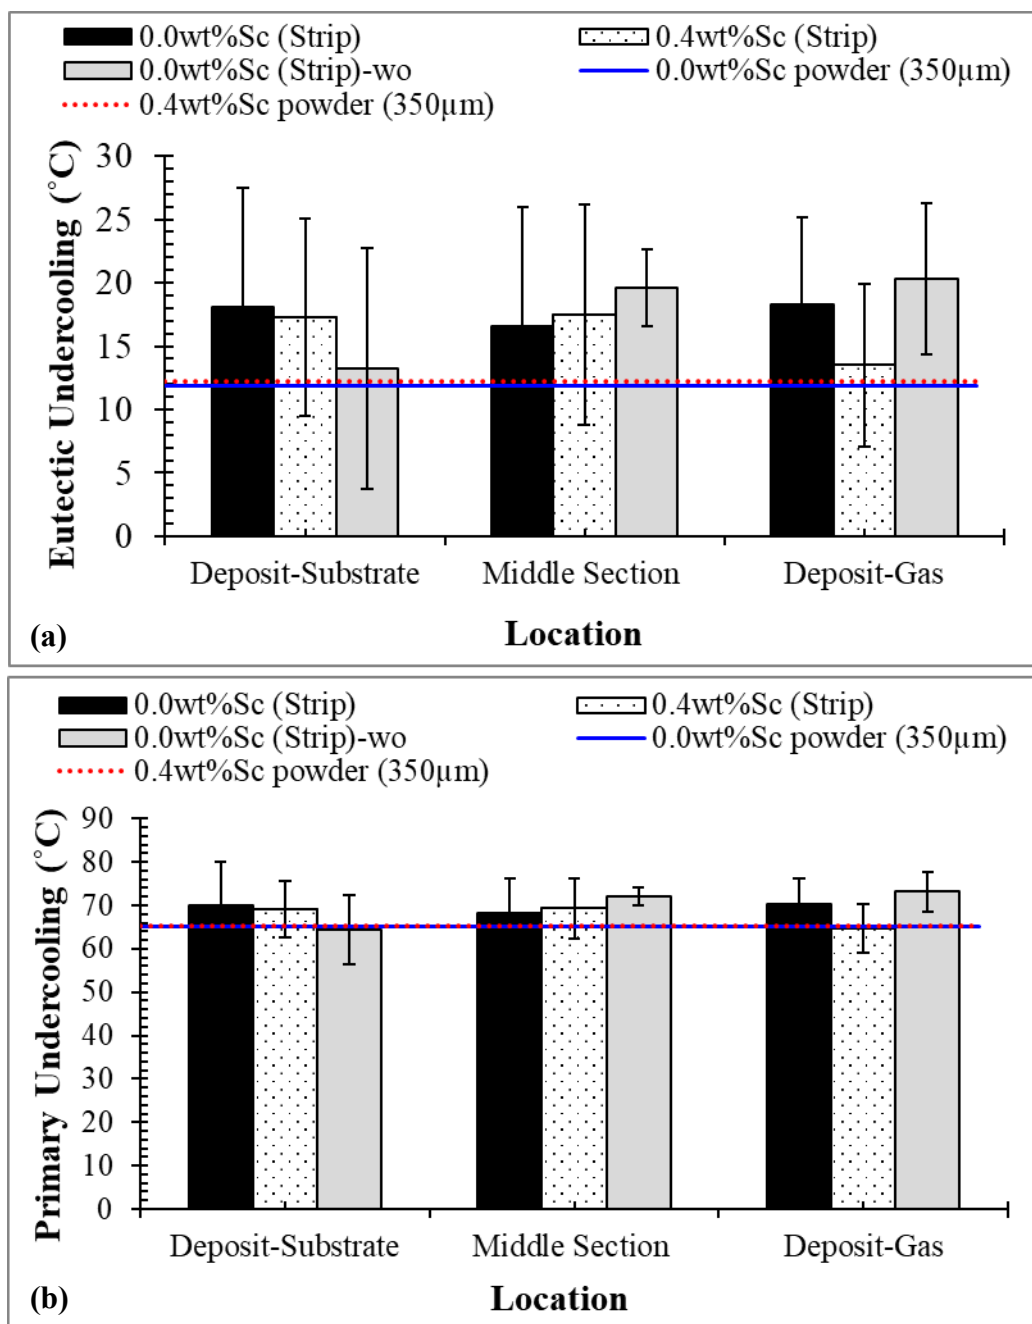 0.0wt%Sc (Strip) 0.4wt%Sc (Strip)
0.0wt%Sc (Strip)-wo 0.0wt%Sc powder (350µm)
0.4wt%Sc powder (350µm)
Eutectic Undercooling (˚C)
30
25
20
15
10
5
0
Deposit-Substrate Middle Section Deposit-Gas
(a) Location
0.0wt%Sc (Strip) 0.4wt%Sc (Strip)
0.0wt%Sc (Strip)-wo 0.0wt%Sc powder (350µm)
0.4wt%Sc powder (350µm)
Primary Undercooling (˚C)
90
80
70
60
50
40
30
20
10
0
Deposit-Substrate Middle Section Deposit-Gas
(b) Location